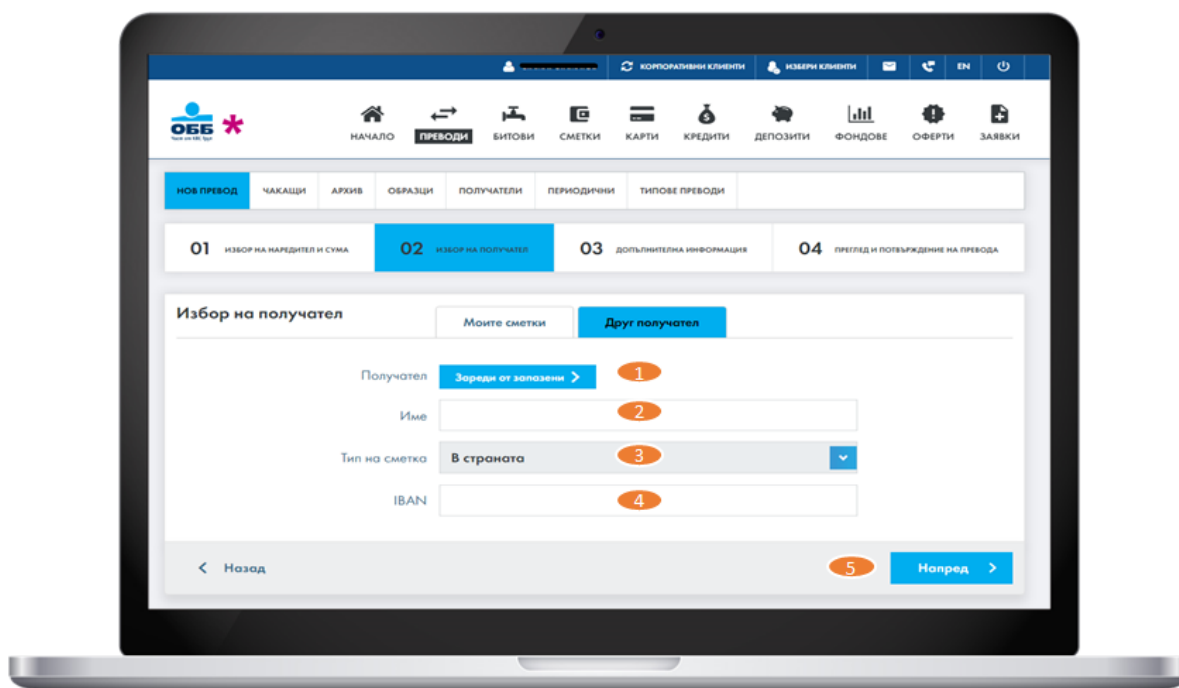 КОРПОРАТИВНИ КЛИЕНТИ ИЗБЕРИ КЛИЕНТИ EN
ОББ
НАЧАЛО ПРЕВОДИ БИТОВИ СМЕТКИ КАРТИ КРЕДИТИ ДЕПОЗИТИ ФОНДОВЕ ОФЕРТИ ЗАЯВКИ
НОВ ПРЕВОД ЧАКАЩИ АРХИВ ОБРАЗЦИ ПОЛУЧАТЕЛИ ПЕРИОДИЧНИ ТИПОВЕ ПРЕВОДИ
01 ИЗБОР НА НАРЕДИТЕЛ И СУМА 02 ИЗБОР НА ПОЛУЧАТЕЛ 03 ДОПЪЛНИТЕЛНА ИНФОРМАЦИЯ 04 ПРЕГЛЕД И ПОТВЪРЖДЕНИЕ НА ПРЕВОДА
Избор на получател Моите сметки Друг получател
Получател Зареди от запазени 1
Име 2
Тип на сметка В страната 3
IBAN 4
Назад 5 Напред